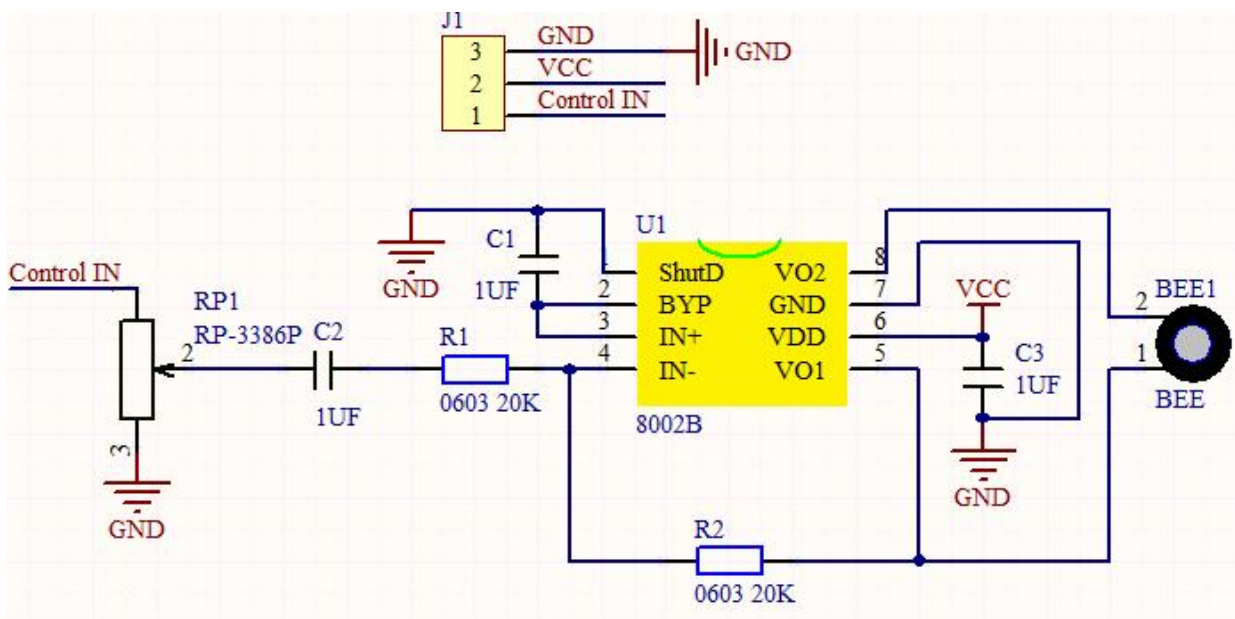 J1
3 GND
GND
2 VCC
1 Control IN
Control IN
RP1
RP-3386P
2
3
GND
C2
1UF
R1
0603 20K
GND
C1
1UF
U1
1 ShutD
2 BYP
3 IN+
4 IN-
VO2 8
GND 7
VDD 6
VO1 5
8002B
VCC
C3
1UF
GND
2 BEE1
1
BEE
R2
0603 20K